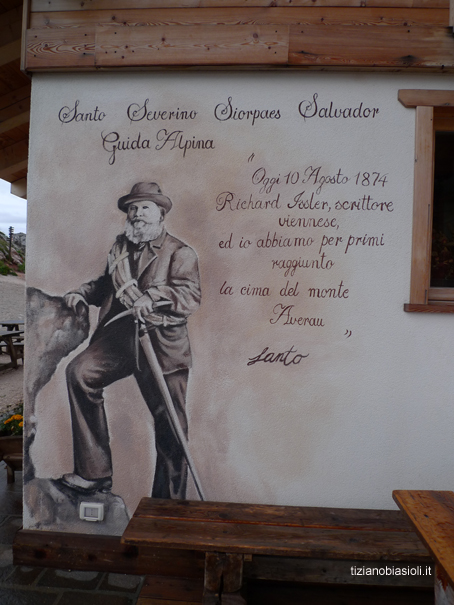 Santo Severino Siorpaes Salvador
Guida Alpina
"
Oggi 10 Agosto 1874
Richard Issler, scrittore
viennese,
ed io abbiamo per primi
raggiunto
la cima del monte
Averau
"
Santo
tizianobiasioli.it